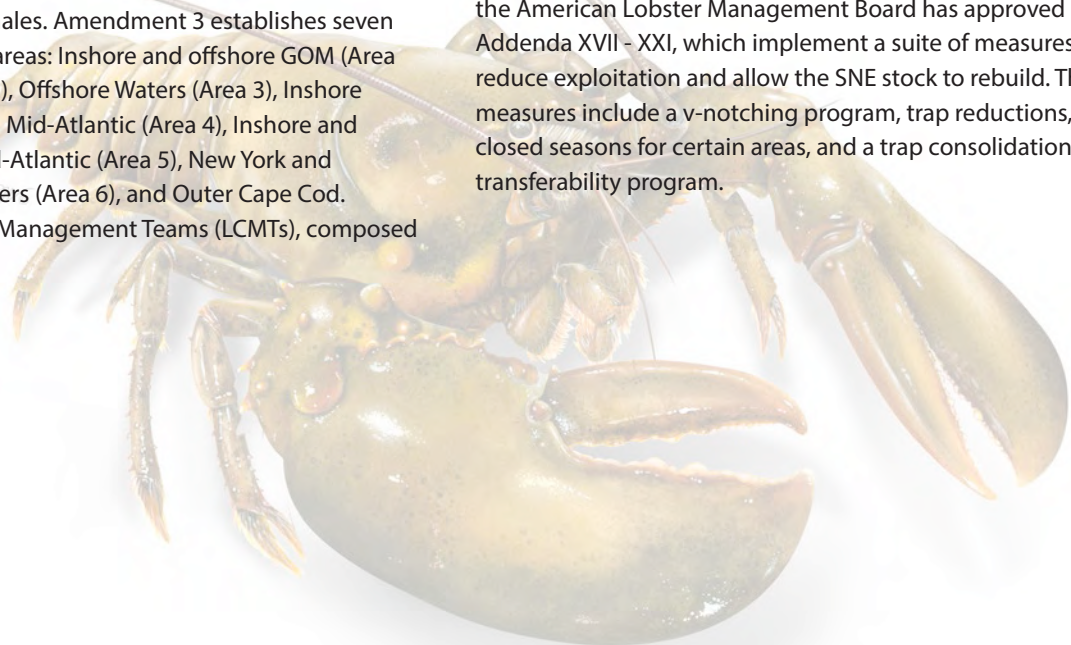 ales. Amendment 3 establishes seven
areas: Inshore and offshore GOM (Area
), Offshore Waters (Area 3), Inshore
Mid-Atlantic (Area 4), Inshore and
-Atlantic (Area 5), New York and
ers (Area 6), and Outer Cape Cod.
Management Teams (LCMTs), composed
the American Lobster Management Board has approved
Addenda XVII - XXI, which implement a suite of measures
reduce exploitation and allow the SNE stock to rebuild. Th
measures include a v-notching program, trap reductions,
closed seasons for certain areas, and a trap consolidation
transferability program.